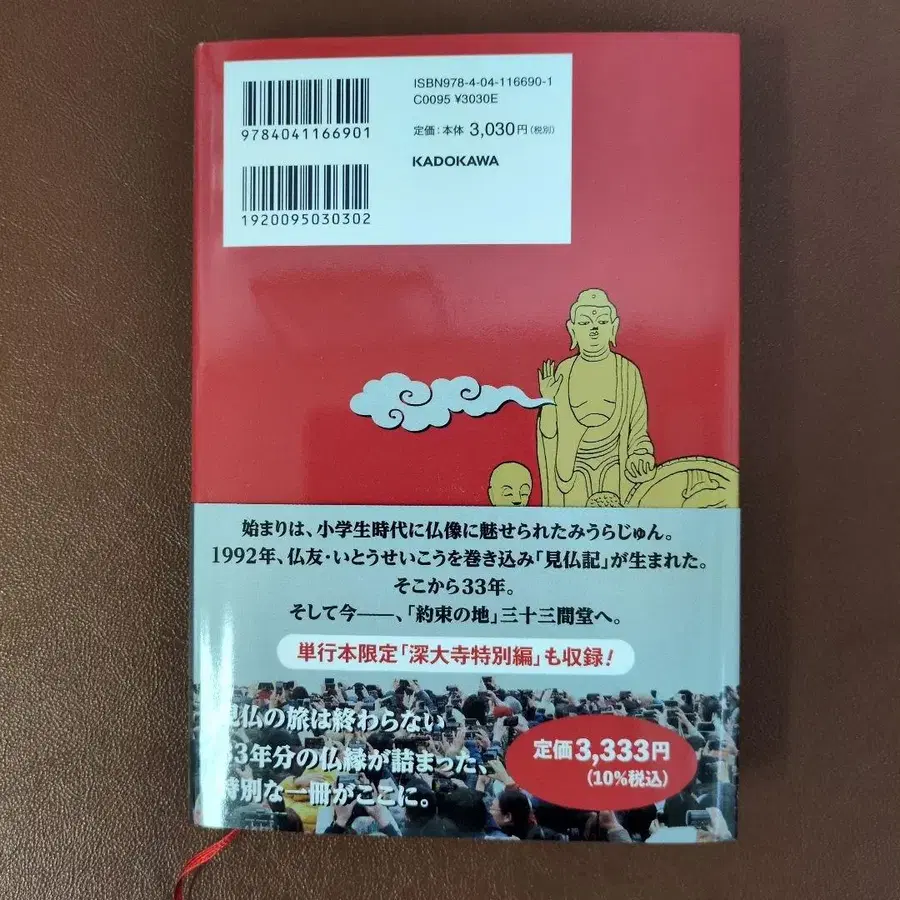 9784041166901
ISBN978-4-04-116690-1
C0095 ¥3030E
定価:本体 3,030円(税別)
KADOKAWA
1920095030302
始まりは、小学生時代に仏像に魅せられたみうらじゅん。
1992年、仏友・いとうせいこうを巻き込み「見仏記」が生まれた。
そこから33年。
そして今――、「約束の地」三十三間堂へ。
単行本限定「深大寺特別編」も収録!
見仏の旅は終わらない
33年分の仏縁が詰まった、
特別な一冊がここに。
定価3,333円
(10%税込)